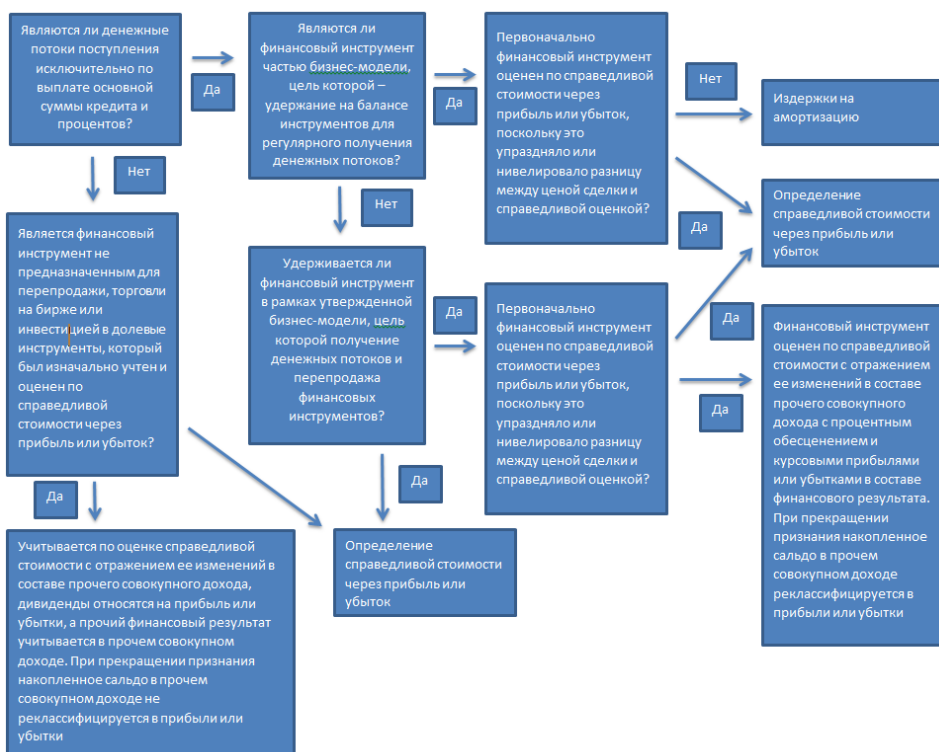 Являются ли денежные
потоки поступления
исключительно по
выплате основной
суммы кредита и
процентов?
Да
Являются ли
финансовый инструмент
частью бизнес-модели,
цель которой –
удержание на балансе
инструментов для
регулярного получения
денежных потоков?
Да
Первоначально
финансовый инструмент
оценен по справедливой
стоимости через
прибыль или убыток,
поскольку это
упраздняло или
нивелировало разницу
между ценой сделки и
справедливой оценкой?
Нет
Издержки на
амортизацию
Нет
Нет
Да
Определение
справедливой стоимости
через прибыль или
убыток
Является финансовый
инструмент не
предназначенным для
перепродажи, торговли
на бирже или
инвестицией в долевые
инструменты, который
был изначально учтен и
оценен по
справедливой
стоимости через
прибыль или убыток?
Удерживается ли
финансовый инструмент
в рамках утвержденной
бизнес-модели, цель
которой получение
денежных потоков и
перепродажа
финансовых
инструментов?
Да
Первоначально
финансовый инструмент
оценен по справедливой
стоимости через
прибыль или убыток,
поскольку это
упраздняло или
нивелировало разницу
между ценой сделки и
справедливой оценкой?
Да
Да
Финансовый инструмент
оценен по справедливой
стоимости с отражением
ее изменений в составе
прочего совокупного
дохода с процентным
обесценением и
курсовыми прибылями
или убытками в составе
финансового результата.
При прекращении
признания накопленное
сальдо в прочем
совокупном доходе
реклассифицируется в
прибыли или убытки
Да
Да
Учитывается по оценке справедливой
стоимости с отражением ее изменений в
составе прочего совокупного дохода,
дивиденды относятся на прибыль или
убытки, а прочий финансовый результат
учитывается в прочем совокупном
доходе. При прекращении признания
накопленное сальдо в прочем
совокупном доходе не
реклассифицируется в прибыли или
убытки
Определение
справедливой стоимости
через прибыль или
убыток